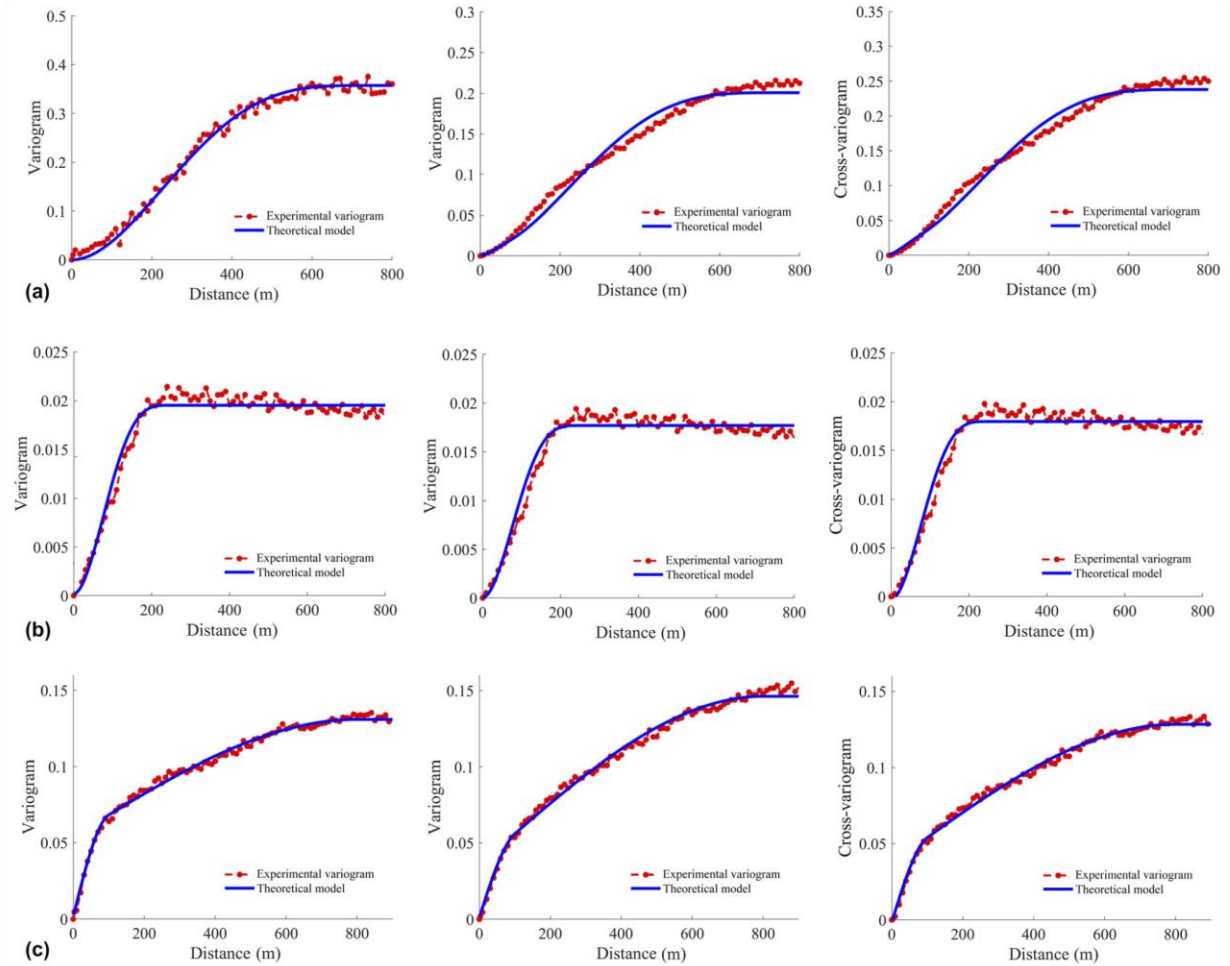 0.5
0.4
0.3
0.2
0.1
0
Variogram
Experimental variogram
Theoretical model
0 200 400 600 800
Distance (m)
0.3
0.25
0.2
0.15
0.1
0.05
0
Variogram
Experimental variogram
Theoretical model
0 200 400 600 800
Distance (m)
0.35
0.30
0.25
0.20
0.15
0.10
0.05
0
Cross-variogram
Experimental variogram
Theoretical model
0 200 400 600 800
Distance (m)
(a)
0.025
0.02
0.015
0.01
0.005
0
Variogram
Experimental variogram
Theoretical model
0 200 400 600 800
Distance (m)
0.025
0.02
0.015
0.01
0.005
0
Variogram
Experimental variogram
Theoretical model
0 200 400 600 800
Distance (m)
0.025
0.02
0.015
0.01
0.005
0
Cross-variogram
Experimental variogram
Theoretical model
0 200 400 600 800
Distance (m)
(b)
0.15
0.1
0.05
0
Variogram
Experimental variogram
Theoretical model
0 200 400 600 800
Distance (m)
0.15
0.1
0.05
0
Variogram
Experimental variogram
Theoretical model
0 200 400 600 800
Distance (m)
0.15
0.1
0.05
0
Cross-variogram
Experimental variogram
Theoretical model
0 200 400 600 800
Distance (m)
(c)